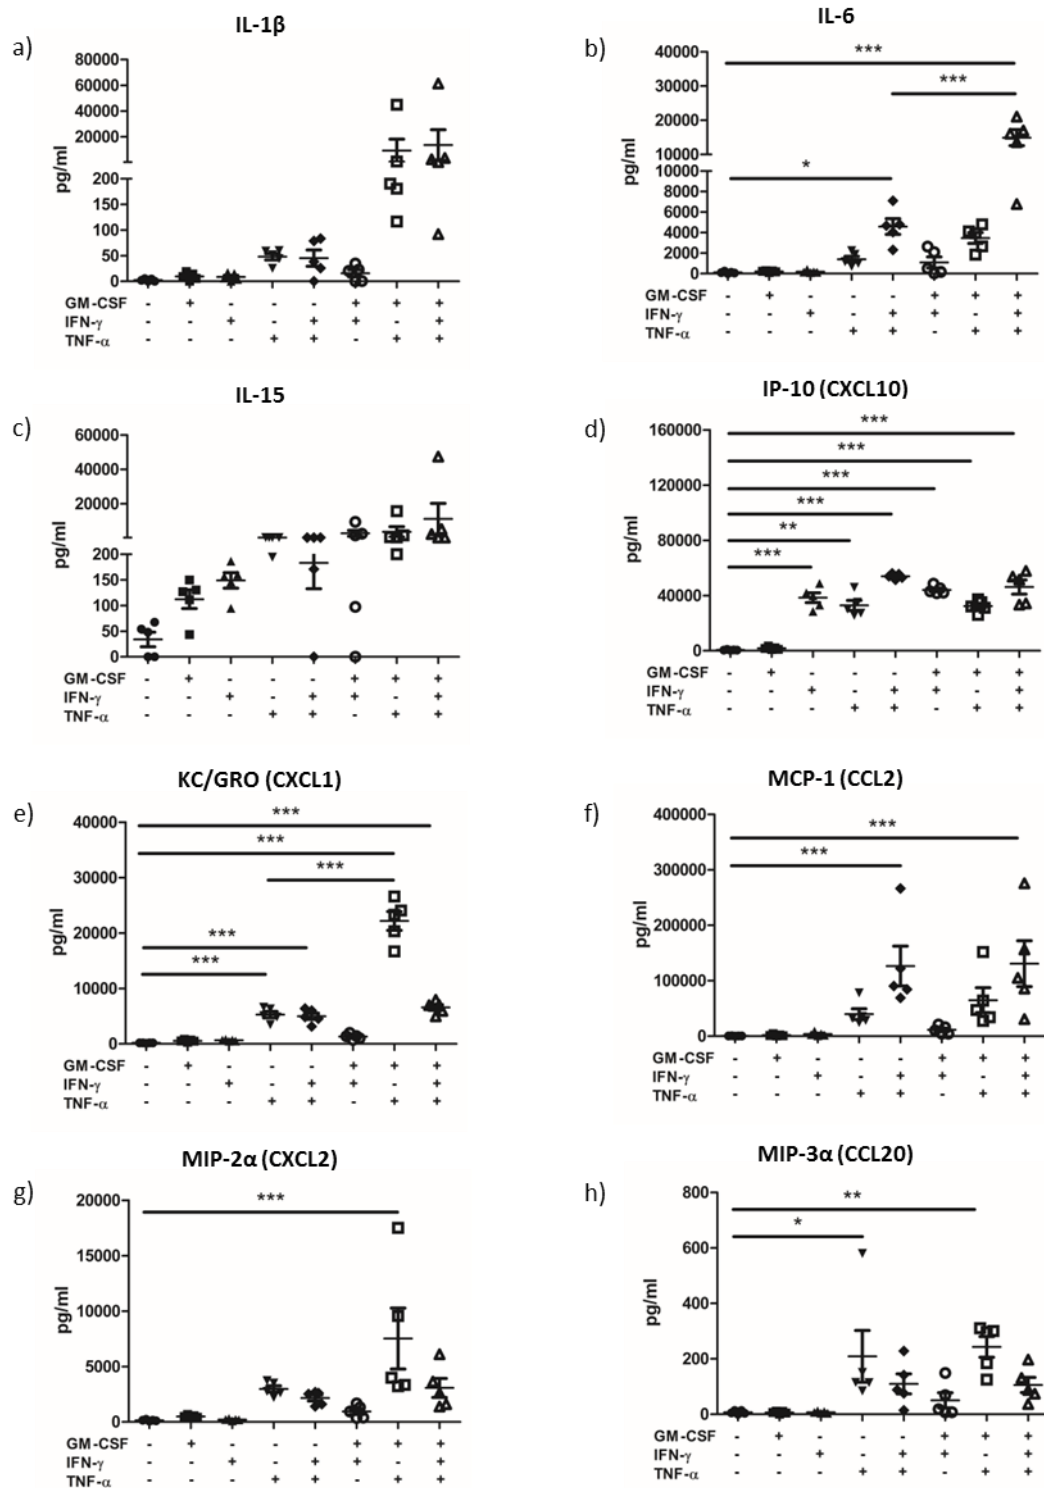 IL-1β
a)
80000
60000
40000
20000
200
150
100
50
0
pg/ml
GM-CSF - + - - - + + +
IFN-γ - - + - + + - +
TNF-α - - - + + - + +
IL-6
b)
40000
30000
20000
10000
10000
8000
6000
4000
2000
0
pg/ml
***
***
*
GM-CSF - + - - - + + +
IFN-γ - - + - + + - +
TNF-α - - - + + - + +
IL-15
c)
60000
40000
20000
200
150
100
50
0
pg/ml
GM-CSF - + - - - + + +
IFN-γ - - + - + + - +
TNF-α - - - + + - + +
IP-10 (CXCL10)
d)
160000
120000
80000
40000
0
pg/ml
***
***
***
***
**
***
GM-CSF - + - - - + + +
IFN-γ - - + - + + - +
TNF-α - - - + + - + +
KC/GRO (CXCL1)
e)
40000
30000
20000
10000
0
pg/ml
***
***
***
***
***
GM-CSF - + - - - + + +
IFN-γ - - + - + + - +
TNF-α - - - + + - + +
MCP-1 (CCL2)
f)
400000
300000
200000
100000
0
pg/ml
***
***
GM-CSF - + - - - + + +
IFN-γ - - + - + + - +
TNF-α - - - + + - + +
MIP-2α (CXCL2)
g)
20000
15000
10000
5000
0
pg/ml
***
GM-CSF - + - - - + + +
IFN-γ - - + - + + - +
TNF-α - - - + + - + +
MIP-3α (CCL20)
h)
800
600
400
200
0
pg/ml
**
*
GM-CSF - + - - - + + +
IFN-γ - - + - + + - +
TNF-α - - - + + - + +